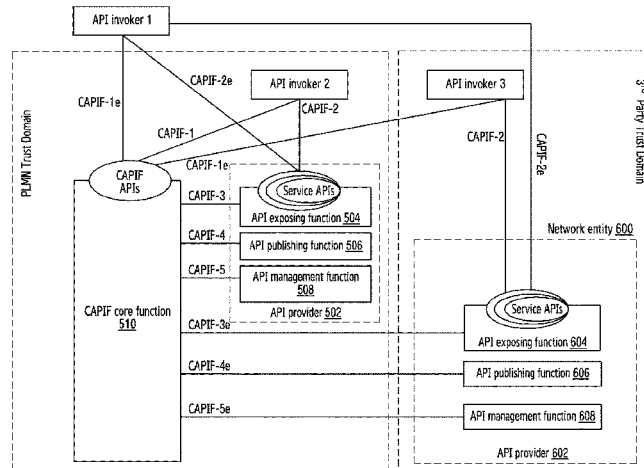 API invoker 1
CAPIF-2e
API invoker 2
API invoker 3
3rd Party Trust Domain
CAPIF-1e
CAPIF-2
CAPIF-2
CAPIF-1
CAPIF-2e
PLMN Trust Domain
CAPIF-1e
CAPIF
APIs
Service APIs
CAPIF-3
API exposing function 504
Network entity 600
CAPIF-4
API publishing function 506
CAPIF-5
API management function
508
CAPIF core function
510
API provider 502
Service APIs
CAPIF-3e
API exposing function 604
CAPIF-4e
API publishing function 606
CAPIF-5e
API management function 608
API provider 602